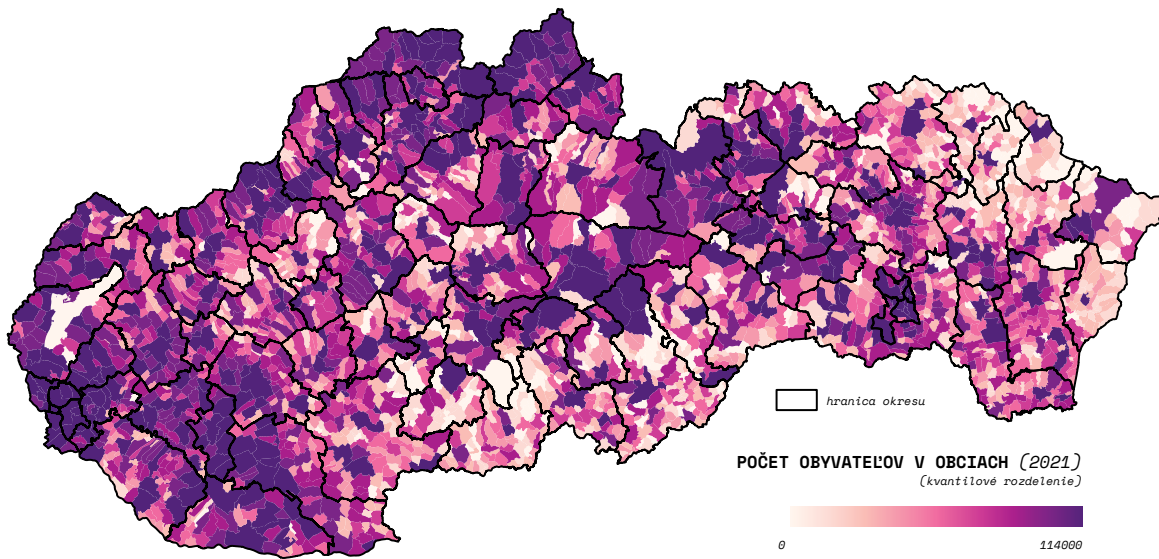 hranica okresu
POČET OBYVATEĽOV V OBCIACH (2021)
(kvantilové rozdelenie)
0
114000